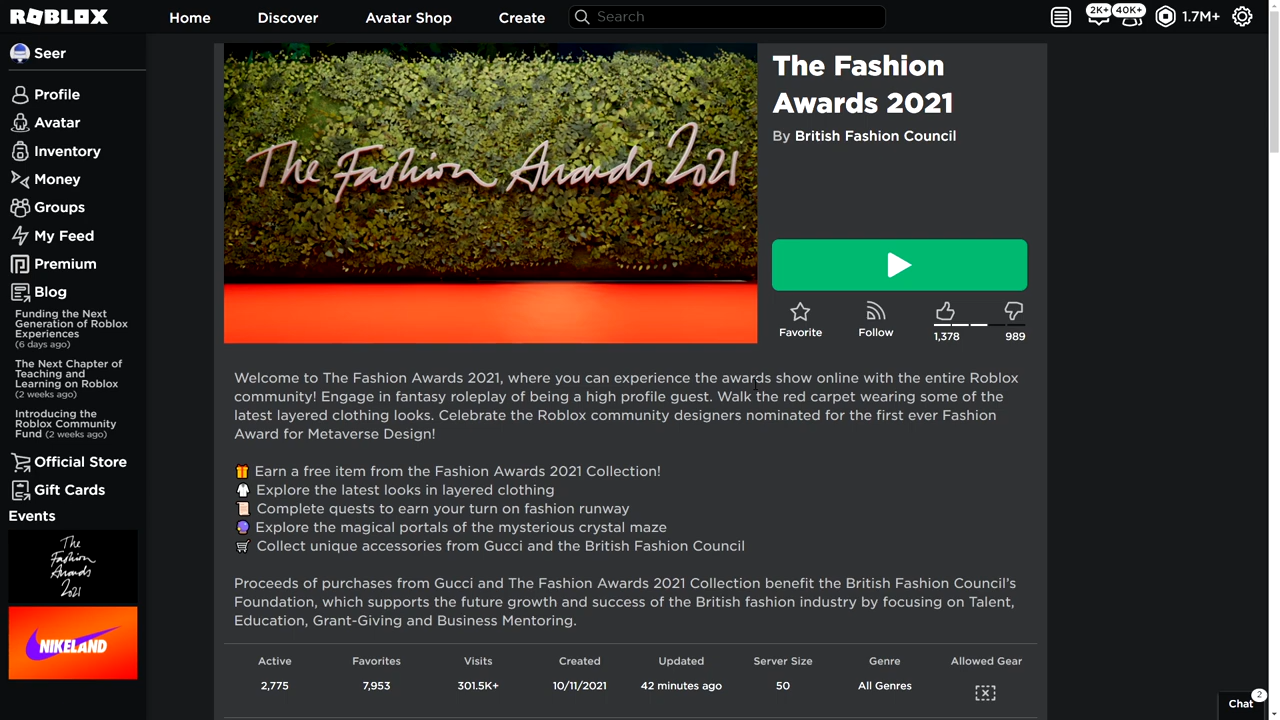 ROBLOX
Home
Discover
Avatar Shop
Create
Search
2K+
40K+
1.7M+
Seer
Profile
Avatar
Inventory
Money
Groups
My Feed
Premium
Blog
Funding the Next
Generation of Roblox
Experiences
(6 days ago)
The Next Chapter of
Teaching and
Learning on Roblox
(2 weeks ago)
Introducing the
Roblox Community
Fund (2 weeks ago)
Official Store
Gift Cards
Events
The
Fashion
Awards
2021
NIKELAND
The Fashion Awards 2021
The Fashion
Awards 2021
By British Fashion Council
Favorite
Follow
1,378
989
Welcome to The Fashion Awards 2021, where you can experience the awards show online with the entire Roblox
community! Engage in fantasy roleplay of being a high profile guest. Walk the red carpet wearing some of the
latest layered clothing looks. Celebrate the Roblox community designers nominated for the first ever Fashion
Award for Metaverse Design!
Earn a free item from the Fashion Awards 2021 Collection!
Explore the latest looks in layered clothing
Complete quests to earn your turn on fashion runway
Explore the magical portals of the mysterious crystal maze
Collect unique accessories from Gucci and the British Fashion Council
Proceeds of purchases from Gucci and The Fashion Awards 2021 Collection benefit the British Fashion Council's
Foundation, which supports the future growth and success of the British fashion industry by focusing on Talent,
Education, Grant-Giving and Business Mentoring.
Active
Favorites
Visits
Created
Updated
Server Size
Genre
Allowed Gear
2,775
7,953
301.5K+
10/11/2021
42 minutes ago
50
All Genres
Chat
2